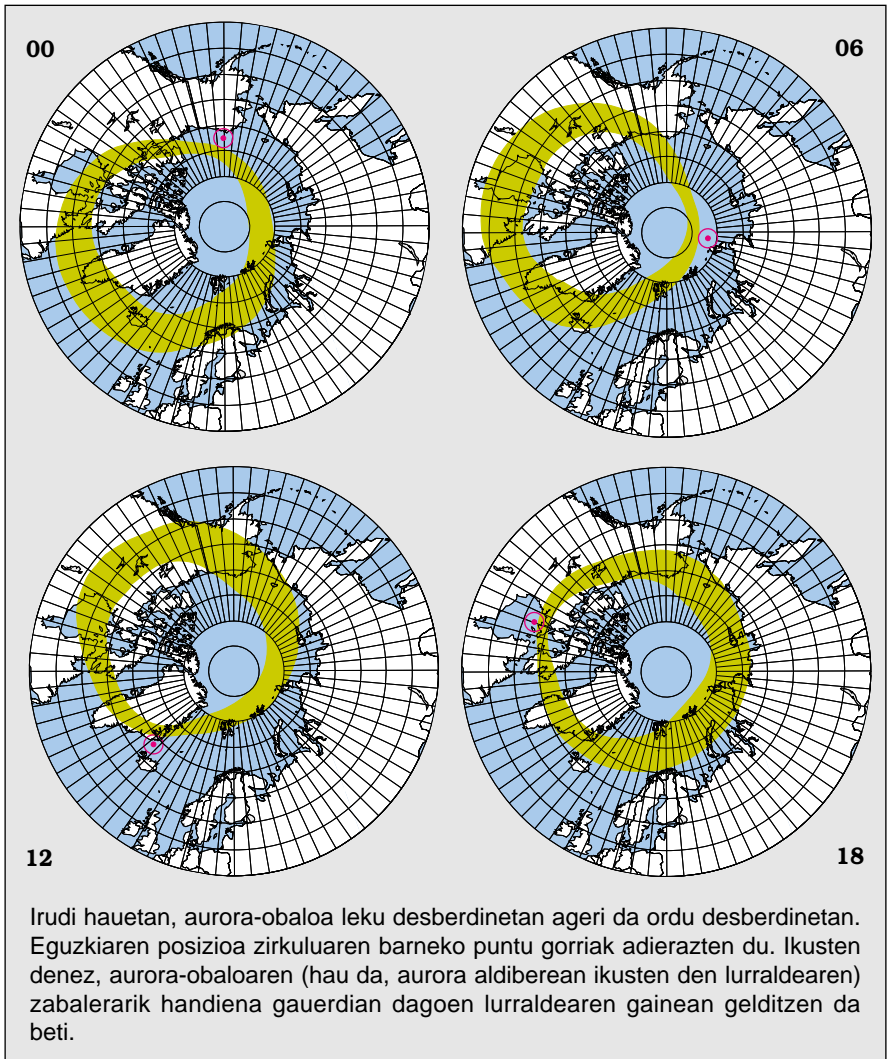 00
06
12
18
Irudi hauetan, aurora-obaloa leku desberdinetan ageri da ordu desberdinetan.
Eguzkiaren posizioa zirkuluaren barneko puntu gorriak adierazten du. Ikusten
denez, aurora-obaloaren (hau da, aurora aldiberean ikusten den lurraldearen)
zabalerarik handiena gauerdian dagoen lurraldearen gainean gelditzen da
beti.